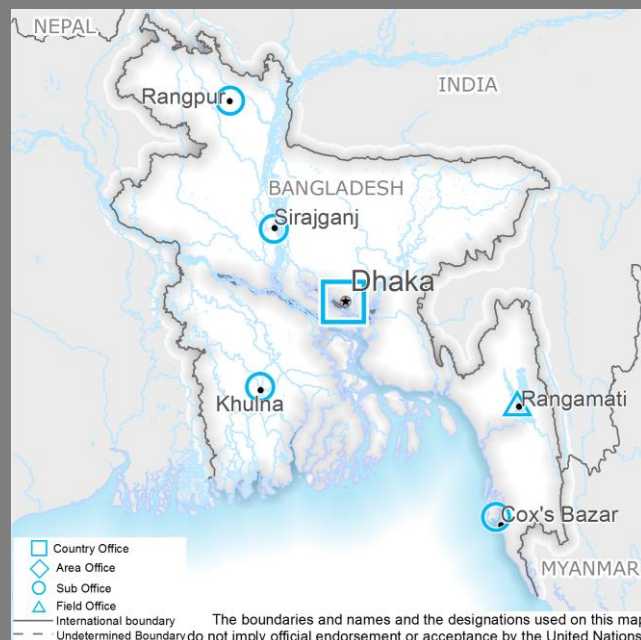 NEPAL
INDIA
Rangpur
BANGLADESH
Sirajganj
Dhaka
Khulna
Rangamati
Cox's Bazar
MYANMAR
Country Office
Area Office
Sub Office
Field Office
International boundary
Undetermined Boundary
The boundaries and names and the designations used on this map
do not imply official endorsement or acceptance by the United Nations